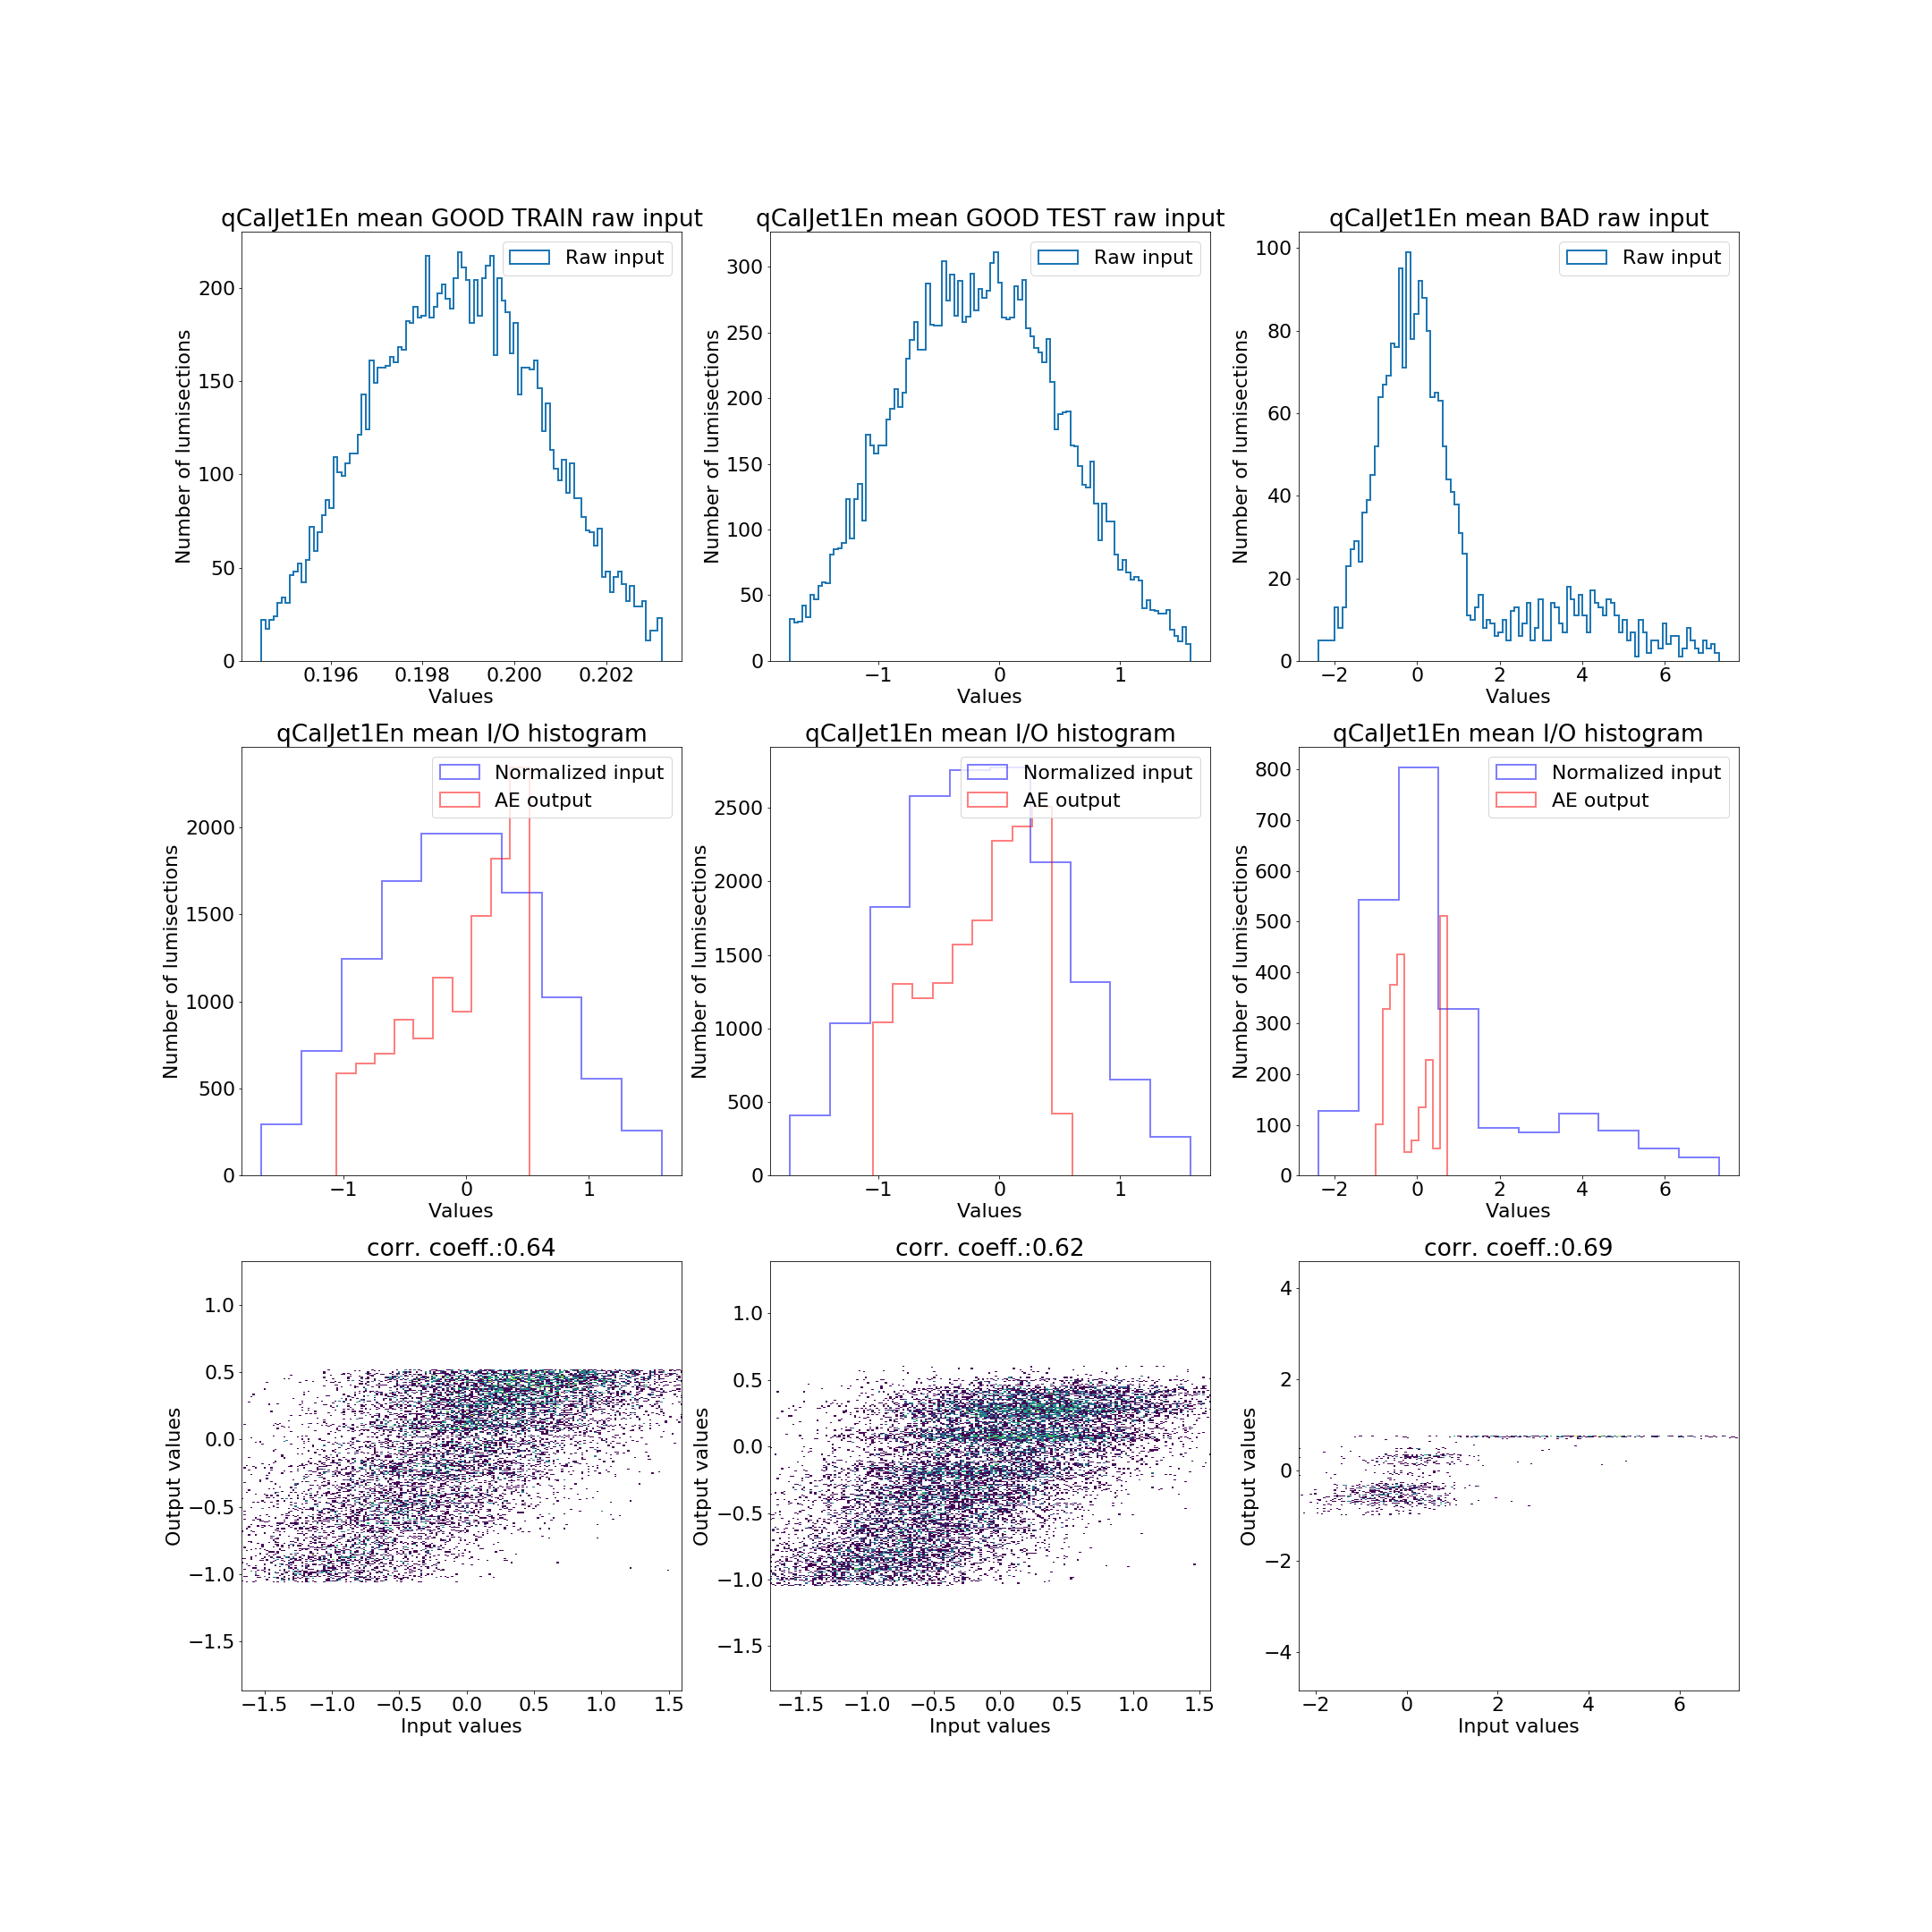 qCalJet1En mean GOOD TRAIN raw input
Raw input
Number of lumisections
0
50
100
150
200
0.196
0.198
0.200
0.202
Values
qCalJet1En mean GOOD TEST raw input
Raw input
Number of lumisections
0
50
100
150
200
250
300
−1
0
1
Values
qCalJet1En mean BAD raw input
Raw input
Number of lumisections
0
20
40
60
80
100
−2
0
2
4
6
Values
qCalJet1En mean I/O histogram
Normalized input
AE output
Number of lumisections
0
500
1000
1500
2000
−1
0
1
Values
qCalJet1En mean I/O histogram
Normalized input
AE output
Number of lumisections
0
500
1000
1500
2000
2500
−1
0
1
Values
qCalJet1En mean I/O histogram
Normalized input
AE output
Number of lumisections
0
100
200
300
400
500
600
700
800
−2
0
2
4
6
Values
corr. coeff.:0.64
Output values
1.0
0.5
0.0
−0.5
−1.0
−1.5
−1.5
−1.0
−0.5
0.0
0.5
1.0
1.5
Input values
corr. coeff.:0.62
Output values
1.0
0.5
0.0
−0.5
−1.0
−1.5
−1.5
−1.0
−0.5
0.0
0.5
1.0
1.5
Input values
corr. coeff.:0.69
Output values
4
2
0
−2
−4
−2
0
2
4
6
Input values